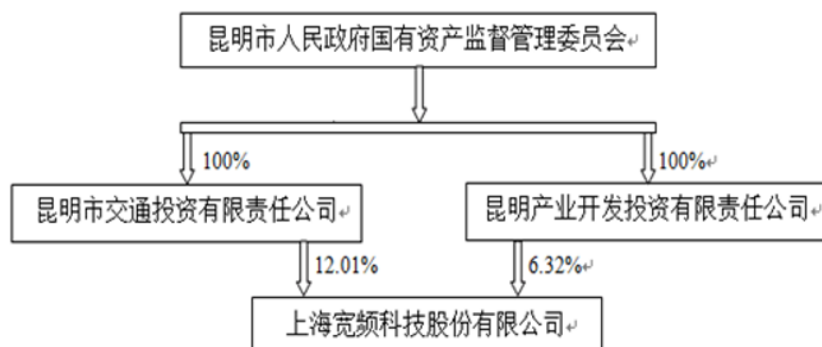 昆明市人民政府国有资产监督管理委员会
100%
100%
昆明市交通投资有限责任公司
昆明产业开发投资有限责任公司
12.01%
6.32%
上海宽频科技股份有限公司